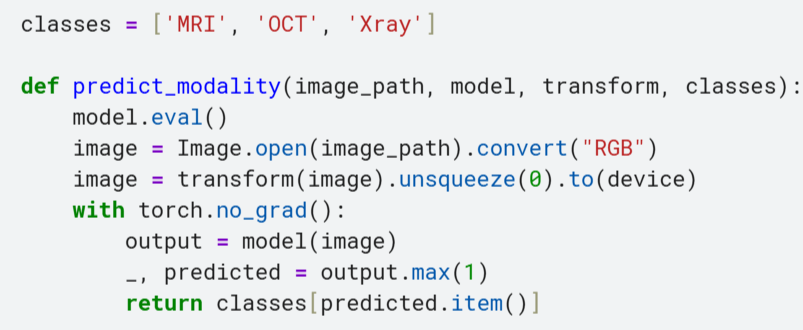 classes = ['MRI', 'OCT', 'Xray']
def predict_modality(image_path, model, transform, classes):
    model.eval()
    image = Image.open(image_path).convert("RGB")
    image = transform(image).unsqueeze(0).to(device)
    with torch.no_grad():
        output = model(image)
        _, predicted = output.max(1)
        return classes[predicted.item()]